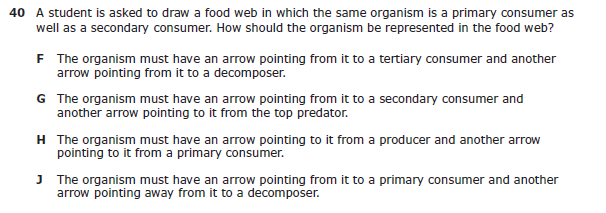 40 A student is asked to draw a food web in which the same organism is a primary consumer as
well as a secondary consumer. How should the organism be represented in the food web?
F The organism must have an arrow pointing from it to a tertiary consumer and another
arrow pointing from it to a decomposer.
G The organism must have an arrow pointing from it to a secondary consumer and
another arrow pointing to it from the top predator.
H The organism must have an arrow pointing to it from a producer and another arrow
pointing to it from a primary consumer.
J The organism must have an arrow pointing from it to a primary consumer and another
arrow pointing away from it to a decomposer.